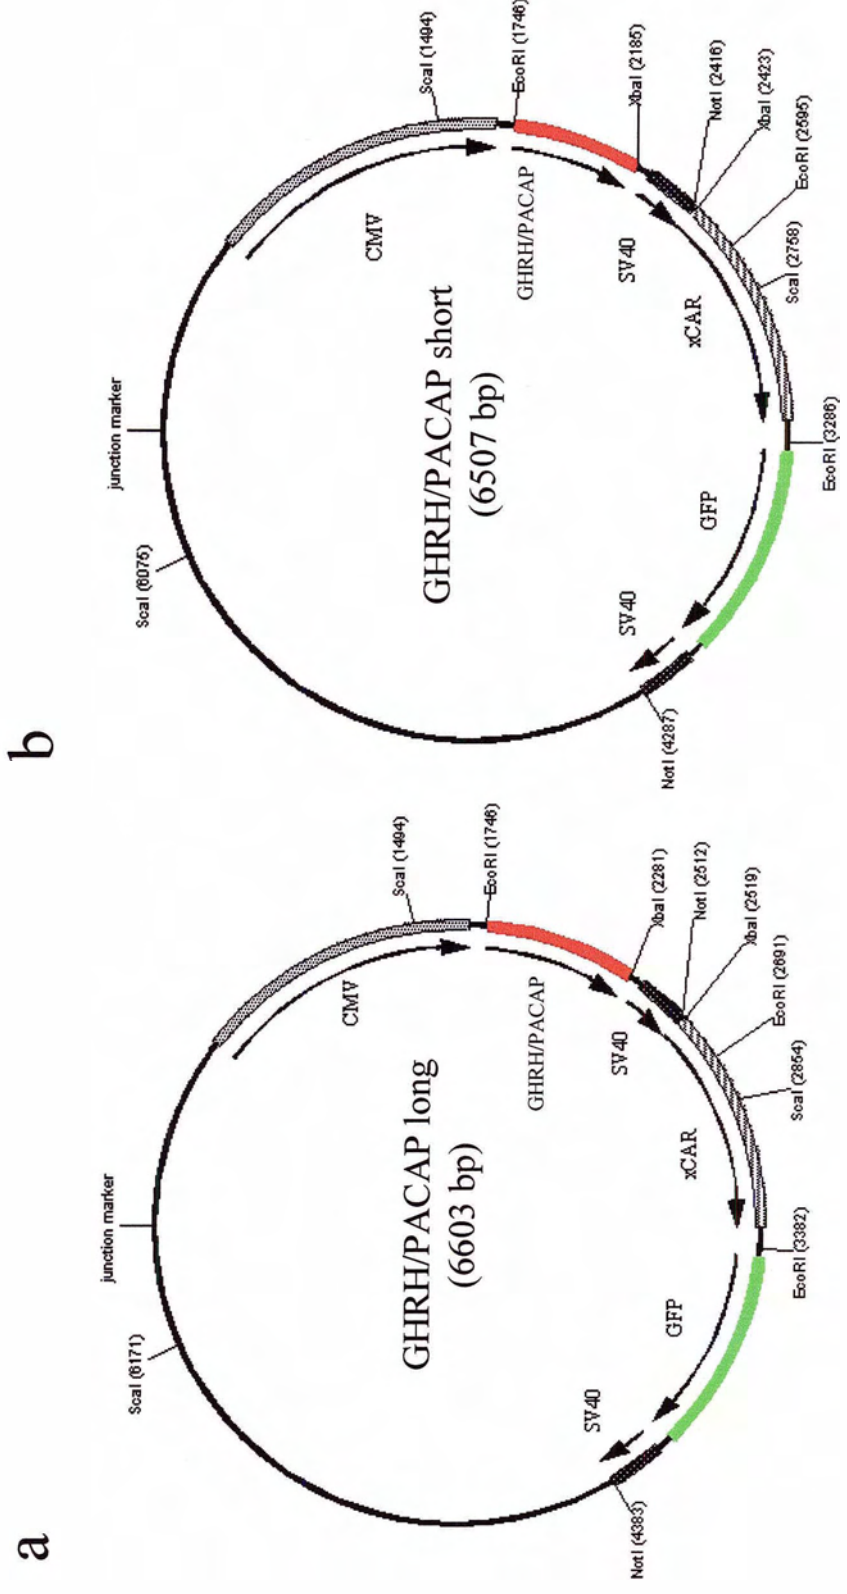 a
junction marker
ScaI (6171)
ScaI (1494)
CMV
EcoRI (1746)
GHRH/PACAP long
(6603 bp)
GHRH/PACAP
SV40
XbaI (2281)
NotI (2512)
XbaI (2519)
xCAR
EcoRI (2691)
ScaI (2854)
EcoRI (3382)
GFP
SV40
NotI (4383)
b
junction marker
ScaI (6075)
ScaI (1494)
CMV
EcoRI (1746)
GHRH/PACAP short
(6507 bp)
GHRH/PACAP
SV40
XbaI (2185)
NotI (2416)
XbaI (2423)
xCAR
EcoRI (2595)
ScaI (2758)
EcoRI (3286)
GFP
SV40
NotI (4287)